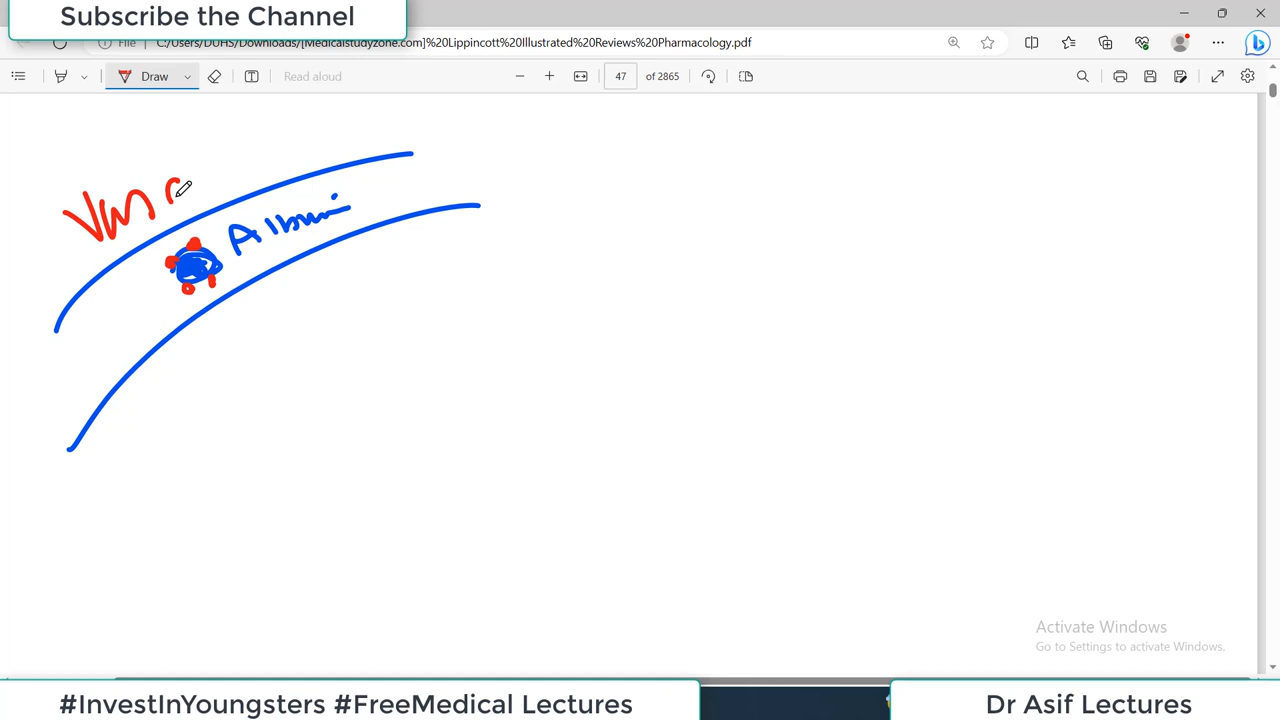 Subscribe the Channel
File
C:/Users/DUHS/Downloads/[Medicalstudyzone.com]%20Lippincott%20Illustrated%20Reviews%20Pharmacology.pdf
Draw
Read aloud
47
of 2865
Activate Windows
Go to Settings to activate Windows.
#InvestInYoungsters #FreeMedical Lectures
Dr Asif Lectures